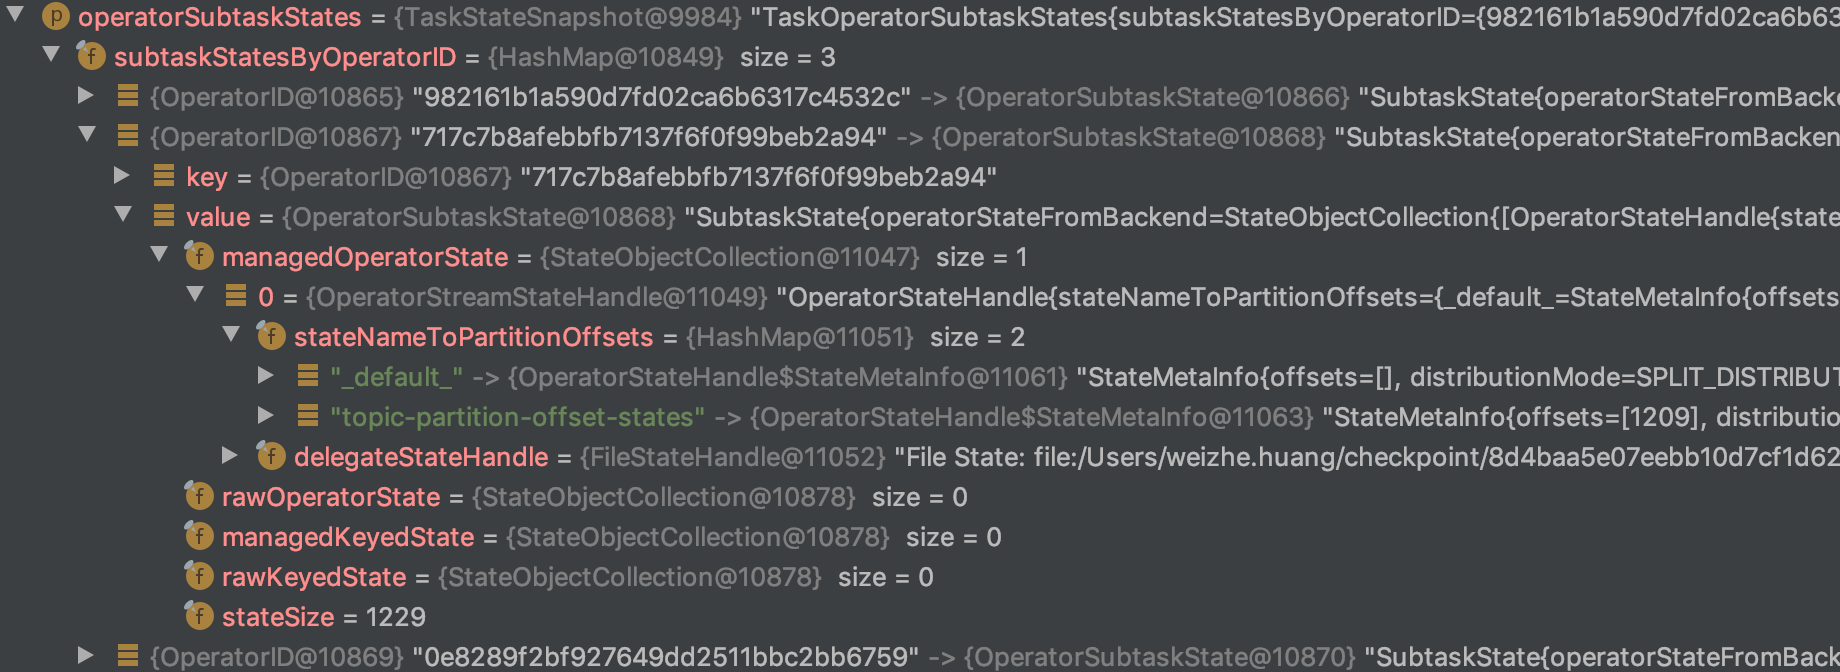 p operatorSubtaskStates = {TaskStateSnapshot@9984} "TaskOperatorSubtaskStates{subtaskStatesByOperatorID={982161b1a590d7fd02ca6b63
f subtaskStatesByOperatorID = {HashMap@10849} size = 3
{OperatorID@10865} "982161b1a590d7fd02ca6b6317c4532c" -> {OperatorSubtaskState@10866} "SubtaskState{operatorStateFromBacke
{OperatorID@10867} "717c7b8afebbfb7137f6f0f99beb2a94" -> {OperatorSubtaskState@10868} "SubtaskState{operatorStateFromBacken
key = {OperatorID@10867} "717c7b8afebbfb7137f6f0f99beb2a94"
value = {OperatorSubtaskState@10868} "SubtaskState{operatorStateFromBackend=StateObjectCollection{[OperatorStateHandle{state
f managedOperatorState = {StateObjectCollection@11047} size = 1
0 = {OperatorStreamStateHandle@11049} "OperatorStateHandle{stateNameToPartitionOffsets={_default_=StateMetaInfo{offsets
f stateNameToPartitionOffsets = {HashMap@11051} size = 2
"_default_" -> {OperatorStateHandle$StateMetaInfo@11061} "StateMetaInfo{offsets=[], distributionMode=SPLIT_DISTRIBUT
"topic-partition-offset-states" -> {OperatorStateHandle$StateMetaInfo@11063} "StateMetaInfo{offsets=[1209], distributio
f delegateStateHandle = {FileStateHandle@11052} "File State: file:/Users/weizhe.huang/checkpoint/8d4baa5e07eebb10d7cf1d62
f rawOperatorState = {StateObjectCollection@10878} size = 0
f managedKeyedState = {StateObjectCollection@10878} size = 0
f rawKeyedState = {StateObjectCollection@10878} size = 0
f stateSize = 1229
{OperatorID@10869} "0e8289f2bf927649dd2511bbc2bb6759" -> {OperatorSubtaskState@10870} "SubtaskState{operatorStateFromBack